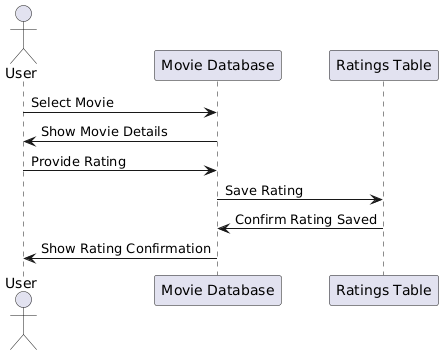 User
Movie Database
Ratings Table
Select Movie
Show Movie Details
Provide Rating
Save Rating
Confirm Rating Saved
Show Rating Confirmation
User
Movie Database
Ratings Table